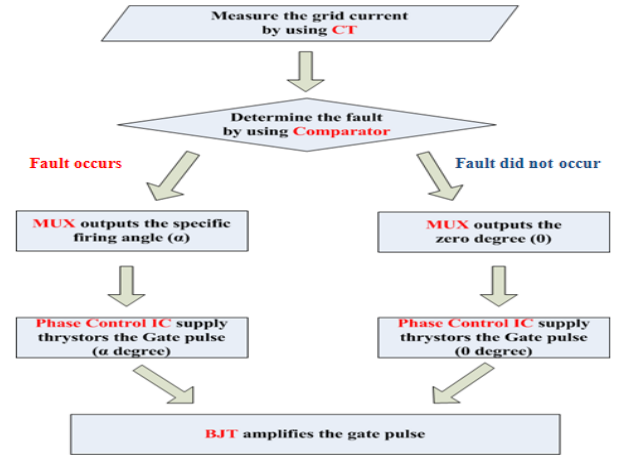 Measure the grid current
by using CT
Determine the fault
by using Comparator
Fault occurs
Fault did not occur
MUX outputs the specific
firing angle (α)
MUX outputs the
zero degree (0)
Phase Control IC supply
thrystors the Gate pulse
(α degree)
Phase Control IC supply
thrystors the Gate pulse
(0 degree)
BJT amplifies the gate pulse